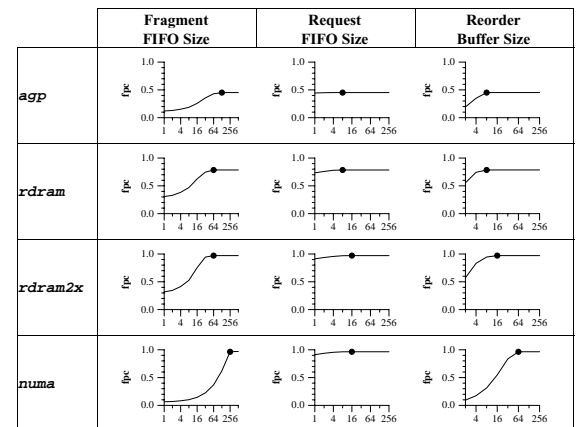 Fragment
FIFO Size
Request
FIFO Size
Reorder
Buffer Size
agp
fpc
1.0
0.5
0.0
1 4 16 64 256
fpc
1.0
0.5
0.0
1 4 16 64 256
fpc
1.0
0.5
0.0
4 16 64 256
rdram
fpc
1.0
0.5
0.0
1 4 16 64 256
fpc
1.0
0.5
0.0
1 4 16 64 256
fpc
1.0
0.5
0.0
4 16 64 256
rdram2x
fpc
1.0
0.5
0.0
1 4 16 64 256
fpc
1.0
0.5
0.0
1 4 16 64 256
fpc
1.0
0.5
0.0
4 16 64 256
numa
fpc
1.0
0.5
0.0
1 4 16 64 256
fpc
1.0
0.5
0.0
1 4 16 64 256
fpc
1.0
0.5
0.0
4 16 64 256